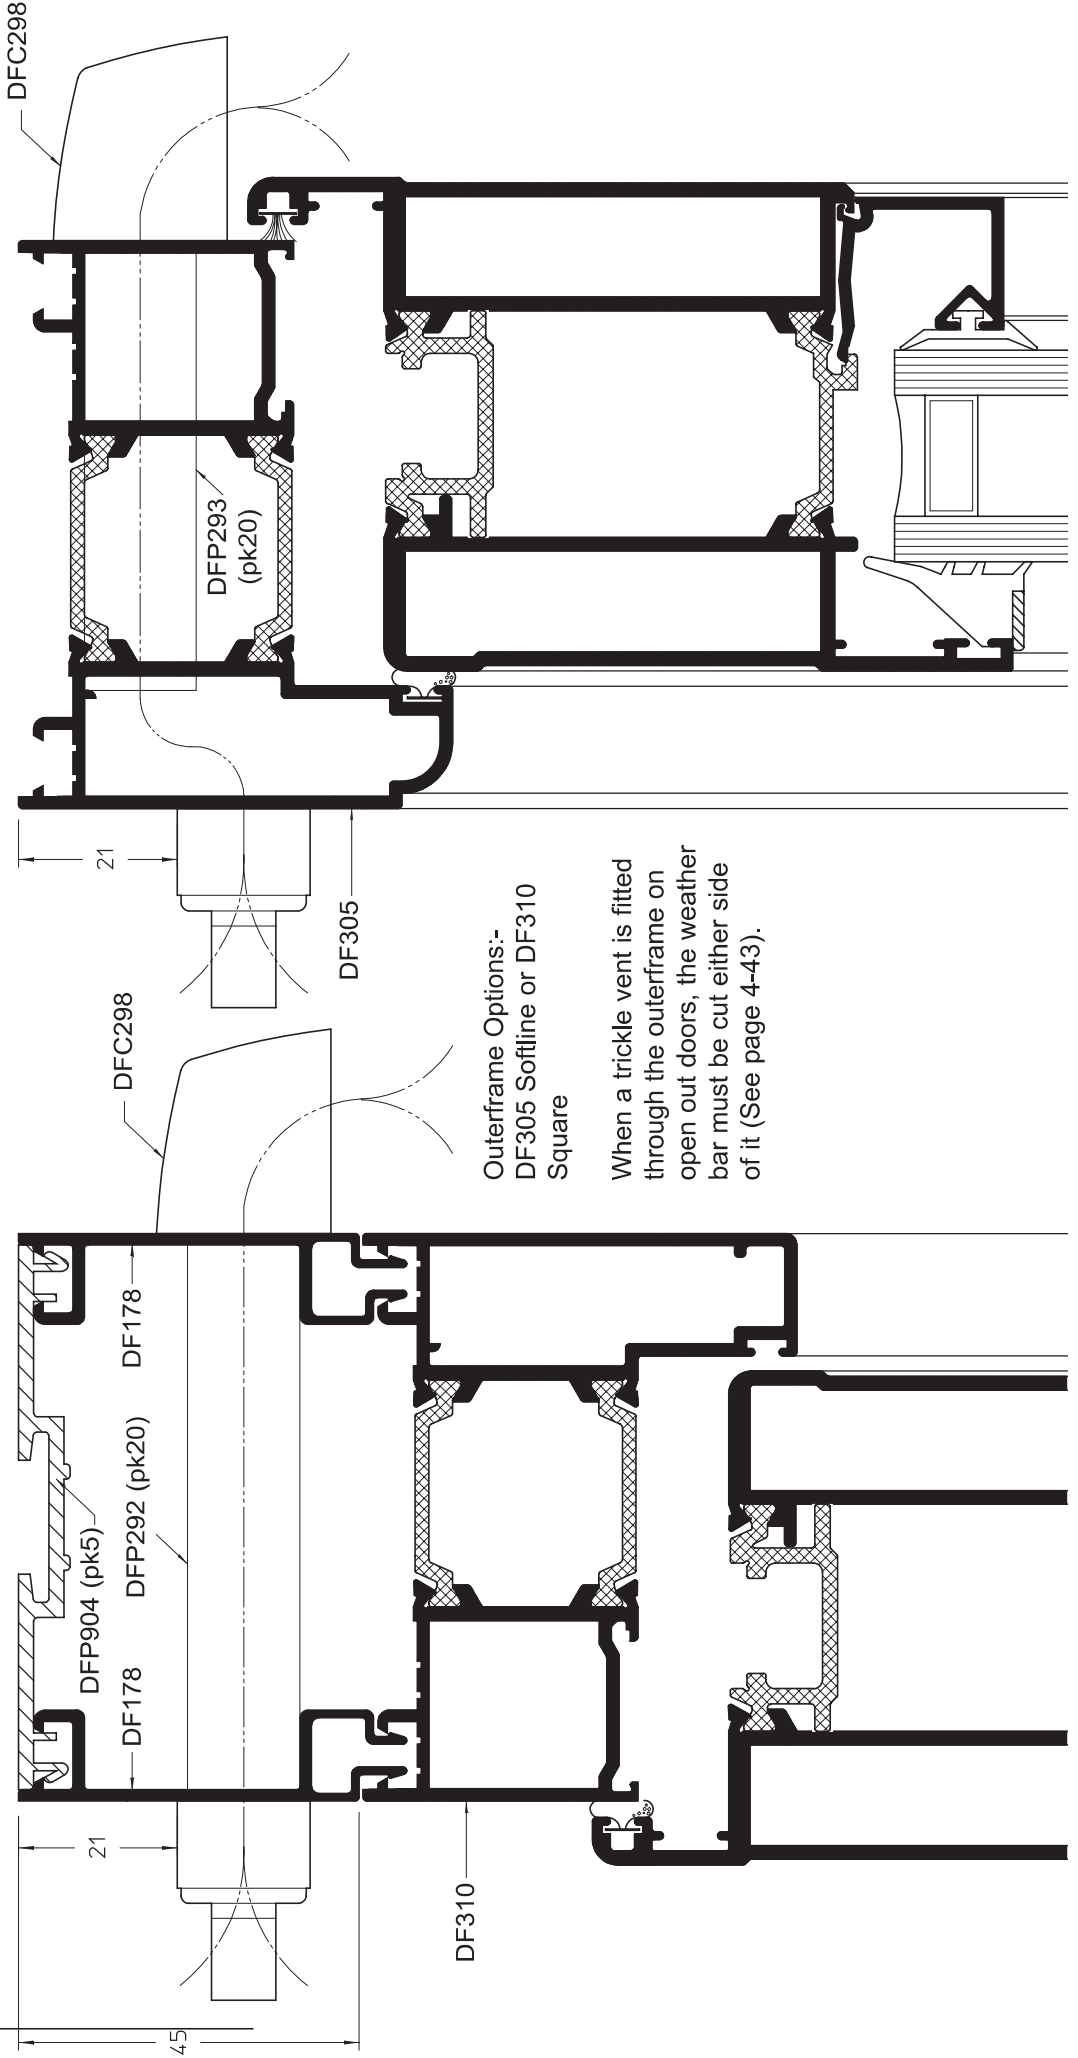 DFC298
21
DFP293
(pk20)
DF305
DFC298
Outerframe Options:-
DF305 Softline or DF310
Square
When a trickle vent is fitted
through the outerframe on
open out doors, the weather
bar must be cut either side
of it (See page 4-43).
DF178
DFP292 (pk20)
DFP904 (pk5)
DF178
21
DF310
45